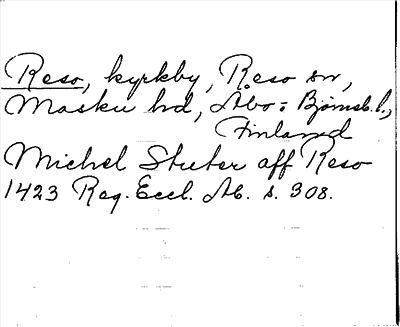 Reso, kyrkby, Reso sn,
Masku hd, Åbo- Björneb. l.,
Finland
Michel Stuter aff Reso
1423 Reg. Eccl. Ab. s. 308.